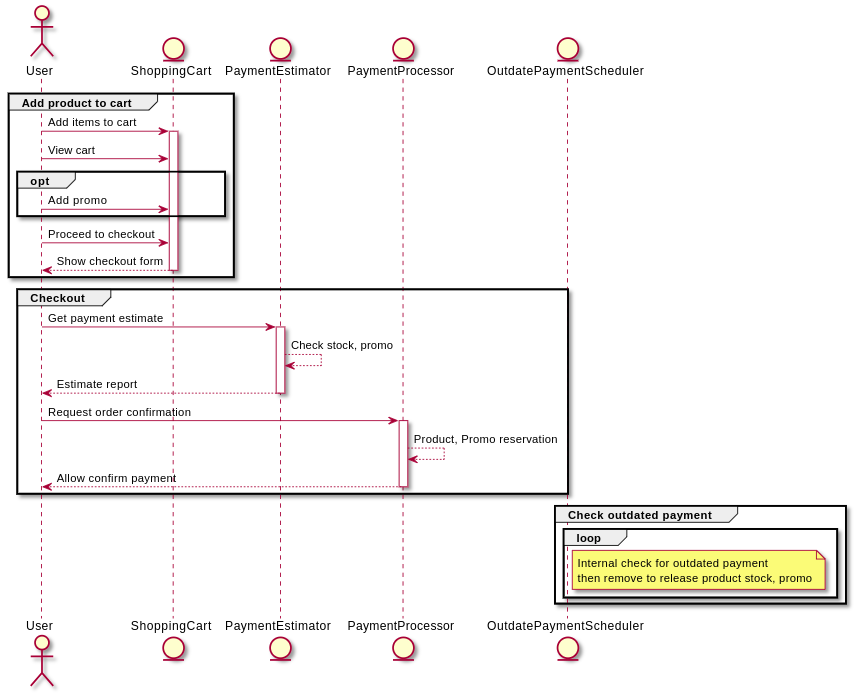 User
ShoppingCart
PaymentEstimator
PaymentProcessor
OutdatePaymentScheduler
Add product to cart
Add items to cart
View cart
opt
Add promo
Proceed to checkout
Show checkout form
Checkout
Get payment estimate
Check stock, promo
Estimate report
Request order confirmation
Product, Promo reservation
Allow confirm payment
Check outdated payment
loop
Internal check for outdated payment
then remove to release product stock, promo
User
ShoppingCart
PaymentEstimator
PaymentProcessor
OutdatePaymentScheduler